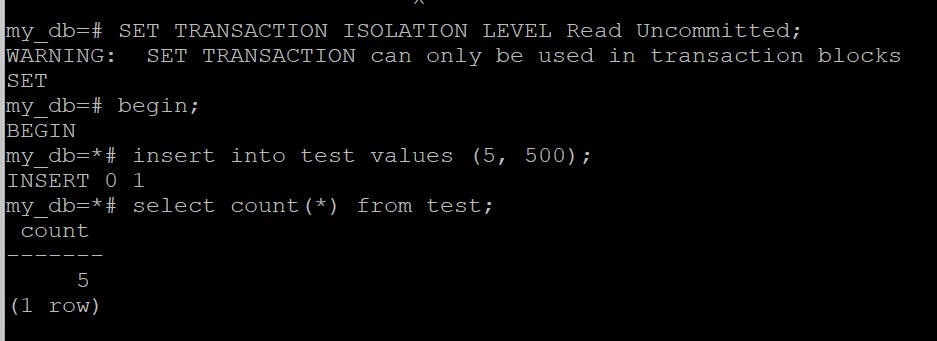 my_db=# SET TRANSACTION ISOLATION LEVEL Read Uncommitted;
WARNING:  SET TRANSACTION can only be used in transaction blocks
SET
my_db=# begin;
BEGIN
my_db=*# insert into test values (5, 500);
INSERT 0 1
my_db=*# select count(*) from test;
 count
-------
     5
(1 row)